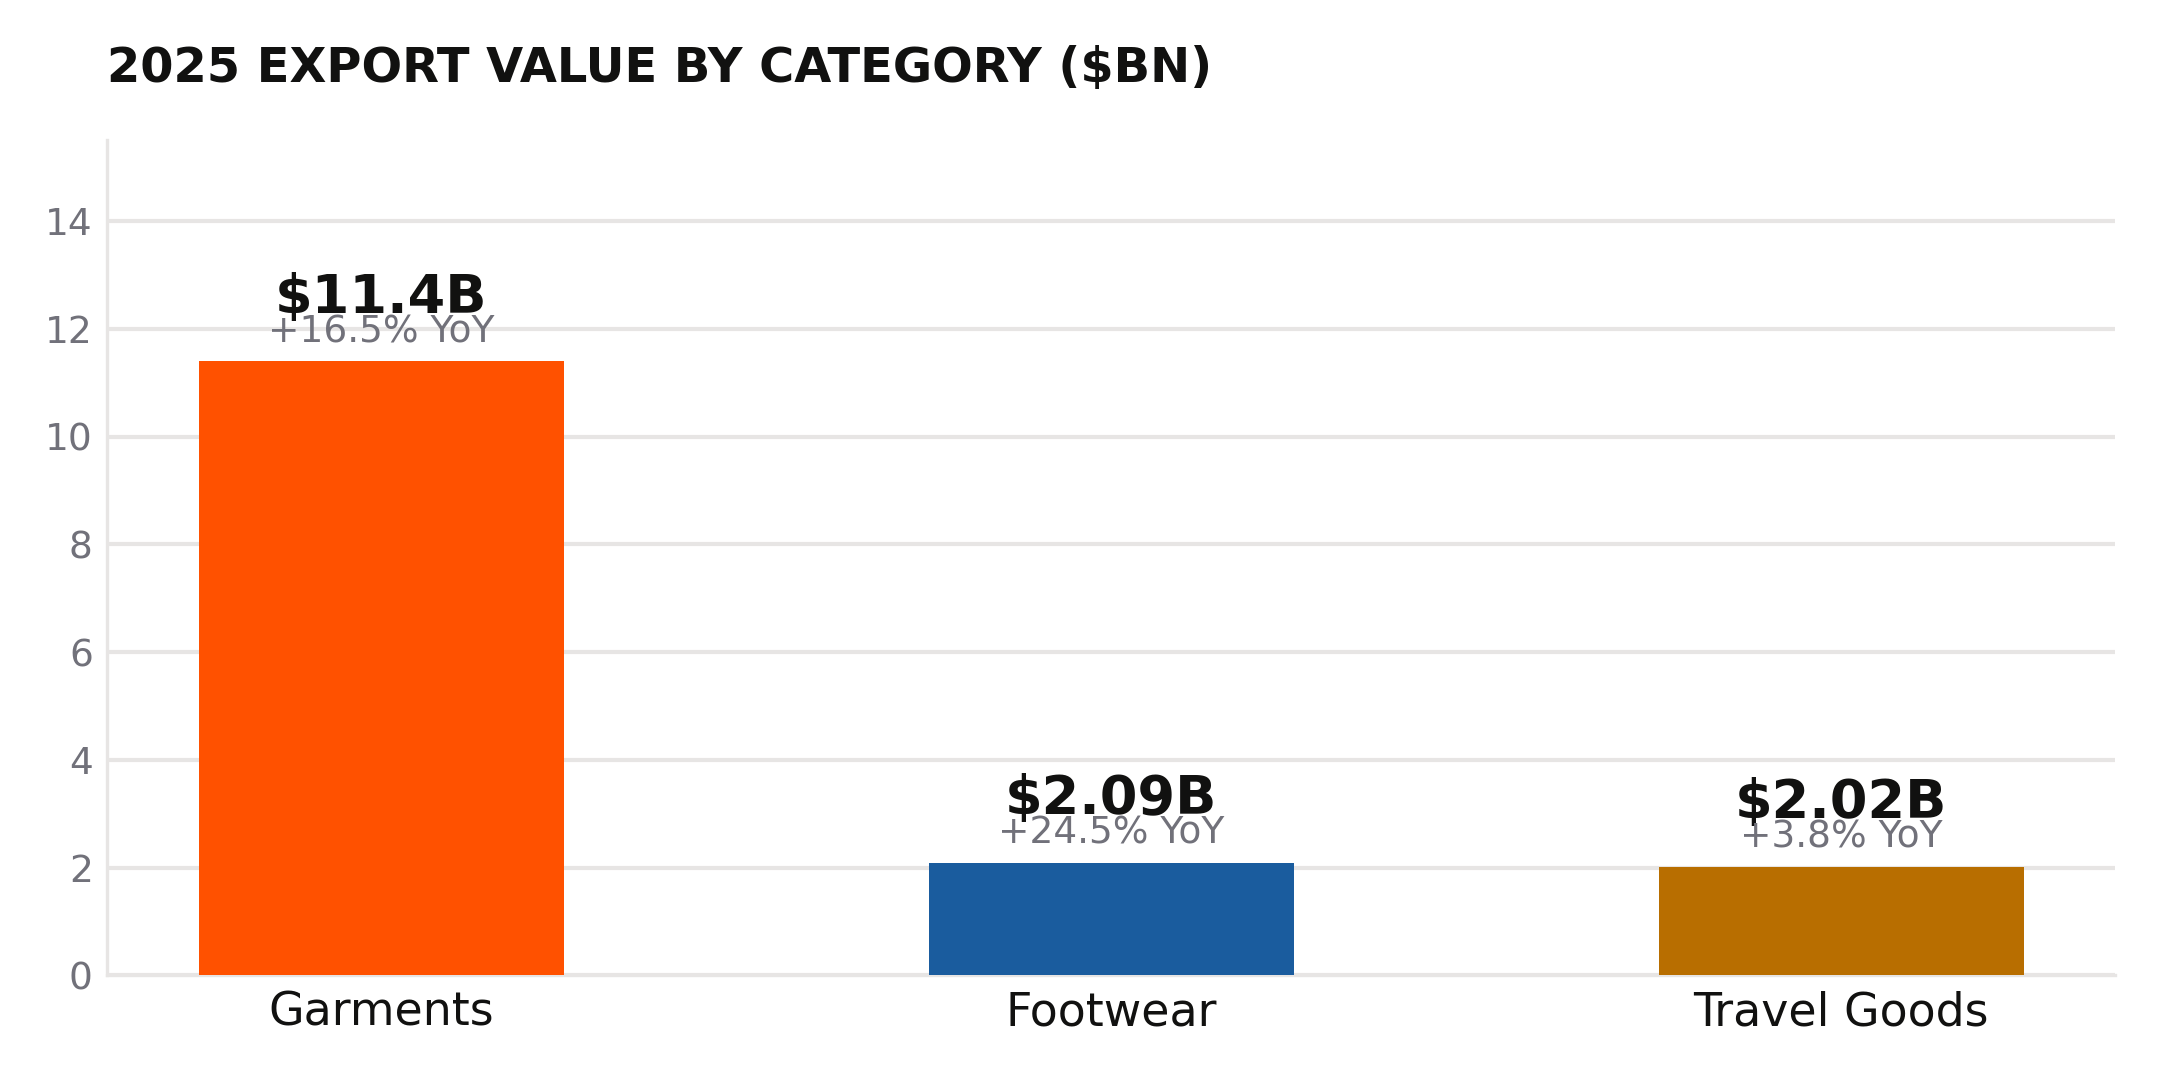 2025 EXPORT VALUE BY CATEGORY ($BN)
14
12
10
8
6
4
2
0
$11.4B
+16.5% YoY
$2.09B
+24.5% YoY
$2.02B
+3.8% YoY
Garments
Footwear
Travel Goods